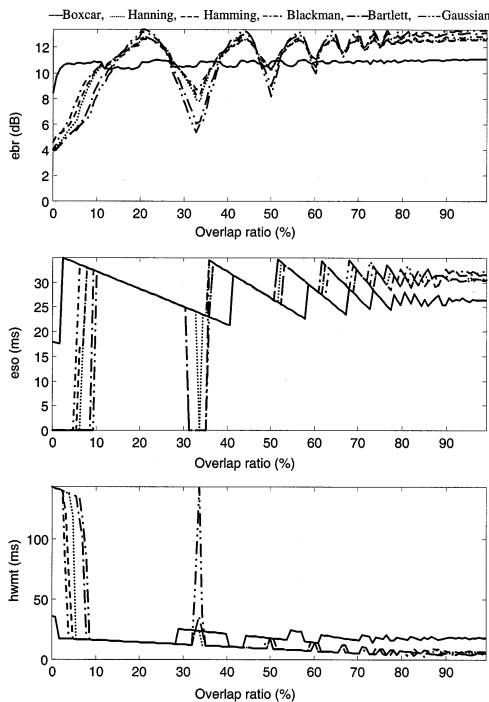 Boxcar, Hanning, Hamming, Blackman, Bartlett, Gaussian
12
10
8
6
4
2
0
ebr (dB)
0 10 20 30 40 50 60 70 80 90
Overlap ratio (%)
30
25
20
15
10
5
0
eso (ms)
0 10 20 30 40 50 60 70 80 90
Overlap ratio (%)
100
50
0
hwmt (ms)
0 10 20 30 40 50 60 70 80 90
Overlap ratio (%)